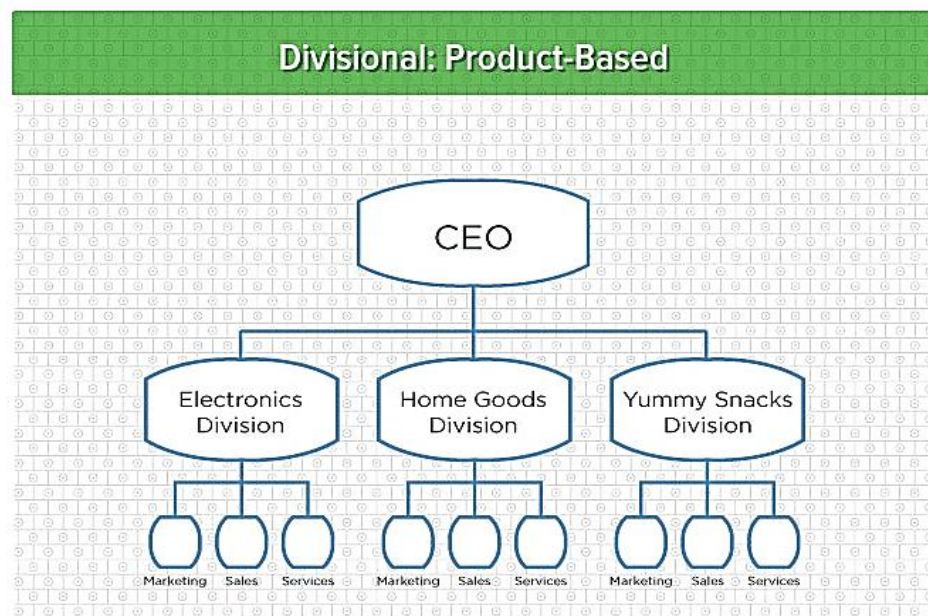 Divisional: Product-Based
CEO
Electronics
Division
Home Goods
Division
Yummy Snacks
Division
Marketing Sales Services
Marketing Sales Services
Marketing Sales Services